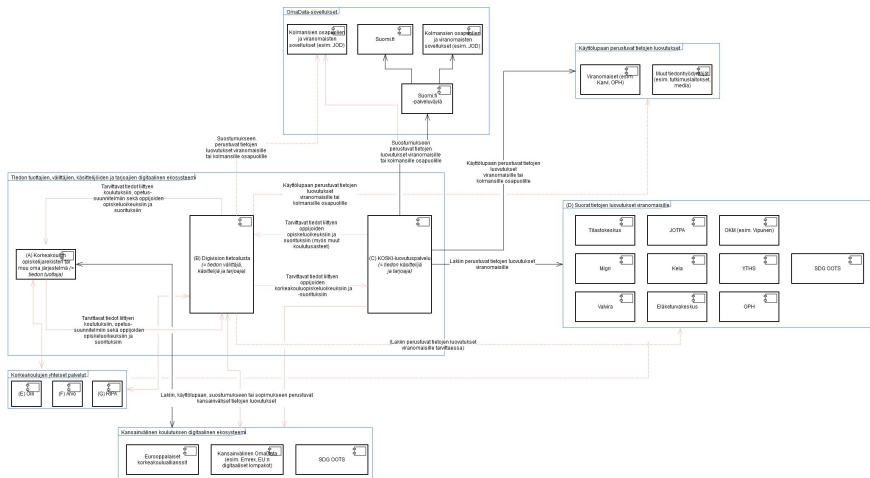 OmaData-sovellukset
Kolmansien osapuolien
ja viranomaisten
sovellukset (esim. JOD)
Suomi.fi
Kolmansien osapuolien
ja viranomaisten
sovellukset (esim. JOD)
Suomi.fi
-palveluväylä
Käyttölupaan perustuvat tietojen luovutukset
Viranomaiset (esim.
Karvi, OPH)
Muut tiedonhyödyntäjät
(esim. tutkimuslaitokset,
media)
Suostumukseen
perustuvat tietojen
luovutukset viranomaisille
tai kolmansille osapuolille
Suostumukseen
perustuvat tietojen
luovutukset viranomaisille
tai kolmansille osapuolille
Käyttölupaan perustuvat tietojen
luovutukset
viranomaisille tai
kolmansille osapuolille
Tiedon tuottajien, välittäjien, käsittelijöiden ja tarjoajien digitaalinen ekosysteemi
Tarvittavat tiedot liittyen
koulutuksiin, opetus-
suunnitelmiin sekä oppijoiden
opiskeluoikeuksiin ja
suorituksiin
Käyttölupaan perustuvat tietojen
luovutukset
viranomaisille tai
kolmansille osapuolille
(A) Korkeakoulun
opiskelijarekisteri tai
muu oma järjestelmä (=
tiedon tuottaja)
(B) Digivision tietoalusta
(= tiedon välittäjä,
käsittelijä ja tarjoaja)
Tarvittavat tiedot liittyen
oppijoiden
opiskeluoikeuksiin ja
suorituksiin (myös muut
koulutusasteet)
Tarvittavat tiedot liittyen
oppijoiden
korkeakouluopiskeluoikeuksiin ja
-suorituksiin
(C) KOSKI-luovutuspalvelu
(= tiedon käsittelijä
ja tarjoaja)
Lakiin perustuvat tietojen luovutukset
viranomaisille
Tarvittavat tiedot liittyen
koulutuksiin, opetus-
suunnitelmiin sekä oppijoiden
opiskeluoikeuksiin ja
suorituksiin
(Lakiin perustuvat tietojen luovutukset
viranomaisille tarvittaessa)
(D) Suorat tietojen luovutukset viranomaisille
Tilastokeskus
JOTPA
OKM (esim. Vipunen)
Migri
Kela
YTHS
SDG OOTS
Valvira
Eläketurvakeskus
OPH
Korkeakoulujen yhteiset palvelut
(E) Oili
(F) Arvo
(G) RIPA
Lakiin, käyttölupaan, suostumukseen tai sopimukseen perustuvat
kansainväliset tietojen luovutukset
Kansainvälinen koulutuksen digitaalinen ekosysteemi
Eurooppalaiset
korkeakouluallianssit
Kansainvälinen OmaData
(esim. Emrex, EU:n
digitaaliset lompakot)
SDG OOTS